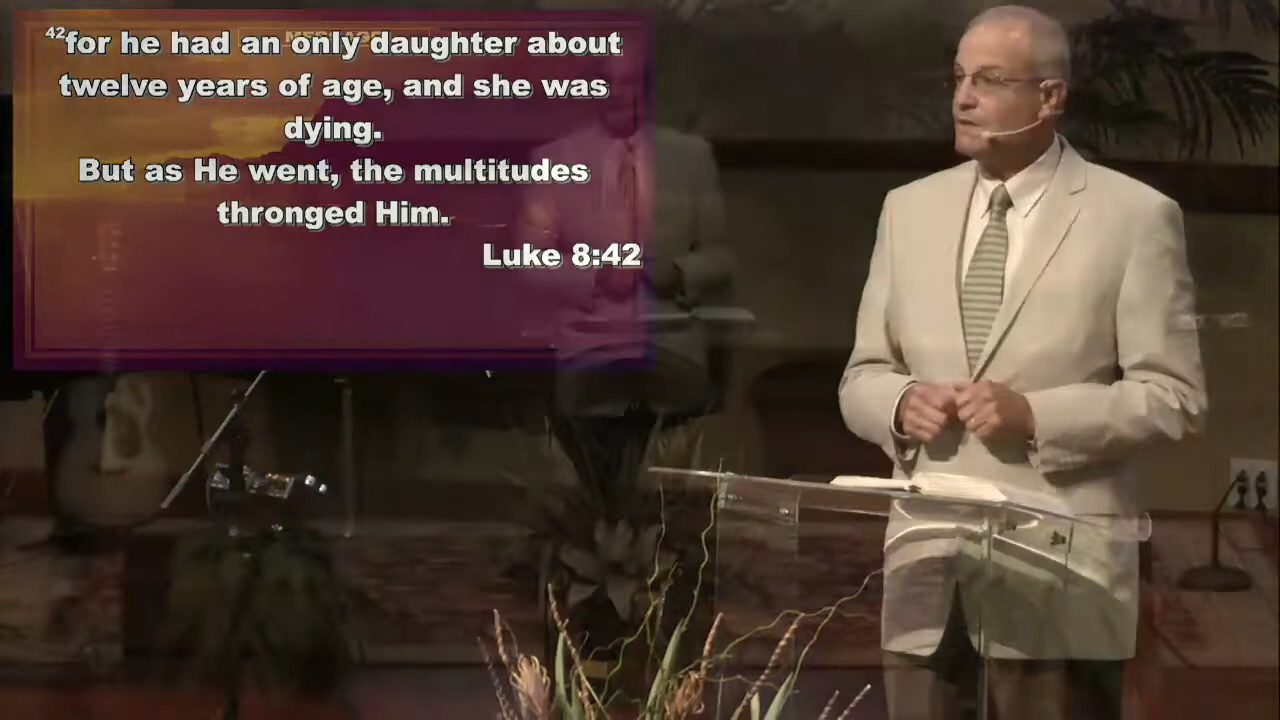 ⁴²for he had an only daughter about
twelve years of age, and she was
dying.
But as He went, the multitudes
thronged Him.
Luke 8:42